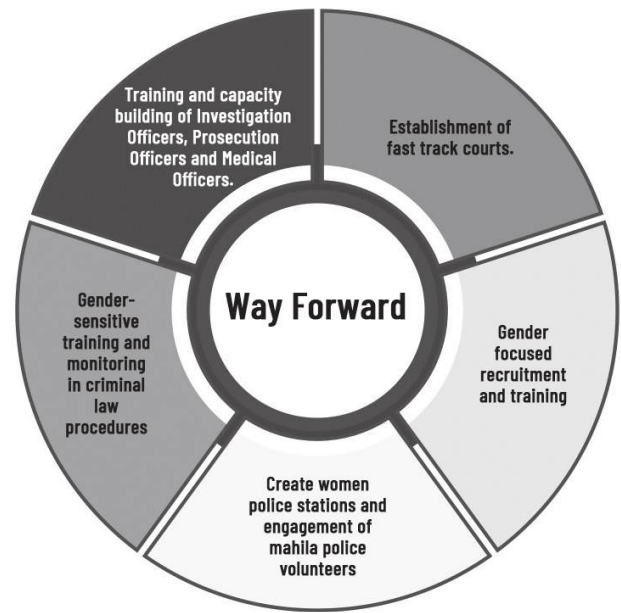 Training and capacity
building of Investigation
Officers, Prosecution
Officers and Medical
Officers.
Establishment of
fast track courts.
Way Forward
Gender-
sensitive
training and
monitoring
in criminal
law
procedures
Gender
focused
recruitment
and training
Create women
police stations and
engagement of
mahila police
volunteers